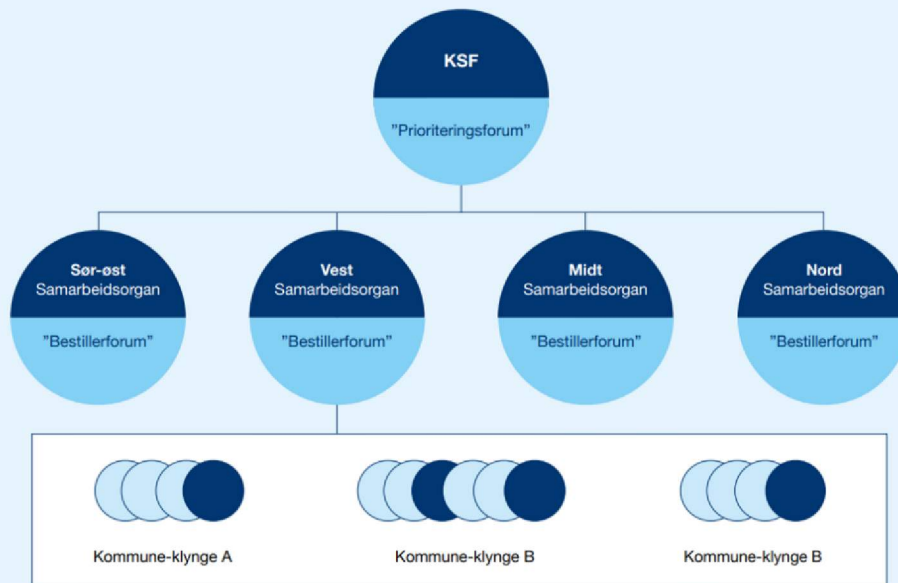 KSF
”Prioriteringsforum”
Sør-øst
Samarbeidsorgan
”Bestillerforum”
Vest
Samarbeidsorgan
”Bestillerforum”
Midt
Samarbeidsorgan
”Bestillerforum”
Nord
Samarbeidsorgan
”Bestillerforum”
Kommune-klynge A
Kommune-klynge B
Kommune-klynge B